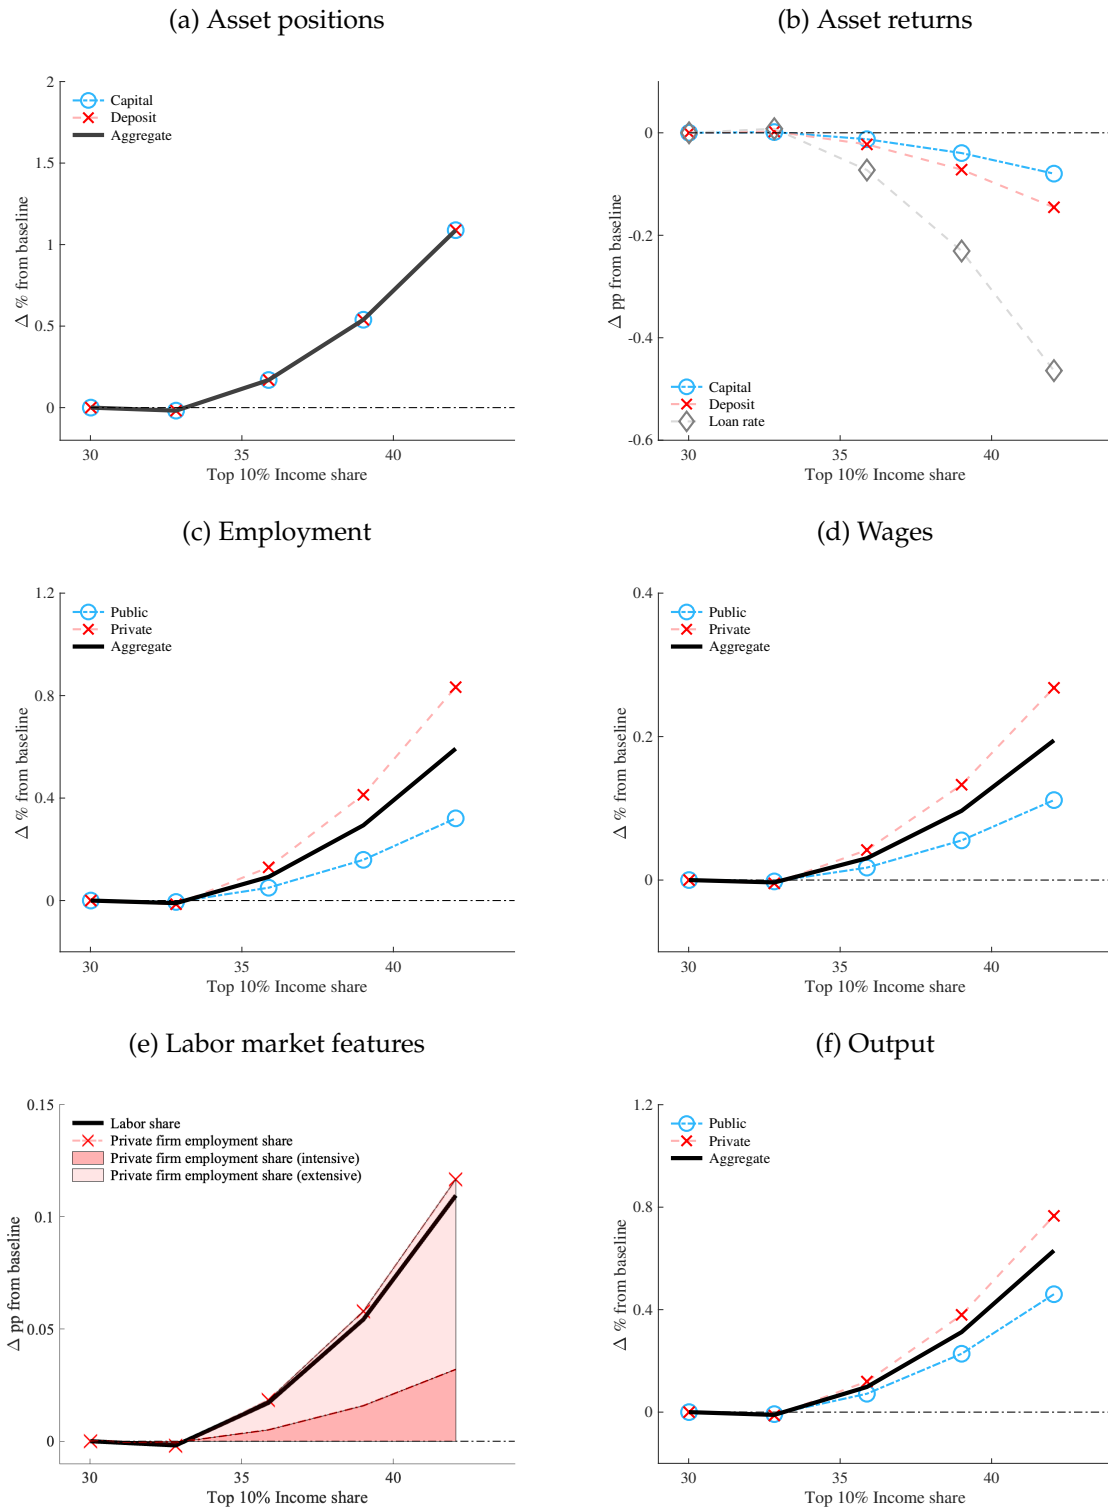 (a) Asset positions
2
1.5
1
0.5
0
Δ % from baseline
Capital
Deposit
Aggregate
30
35
40
Top 10% Income share
(b) Asset returns
0
-0.2
-0.4
-0.6
Δ pp from baseline
Capital
Deposit
Loan rate
30
35
40
Top 10% Income share
(c) Employment
1.2
0.8
0.4
0
Δ % from baseline
Public
Private
Aggregate
30
35
40
Top 10% Income share
(d) Wages
0.4
0.2
0
Δ % from baseline
Public
Private
Aggregate
30
35
40
Top 10% Income share
(e) Labor market features
0.15
0.1
0.05
0
Δ pp from baseline
Labor share
Private firm employment share
Private firm employment share (intensive)
Private firm employment share (extensive)
30
35
40
Top 10% Income share
(f) Output
1.2
0.8
0.4
0
Δ % from baseline
Public
Private
Aggregate
30
35
40
Top 10% Income share